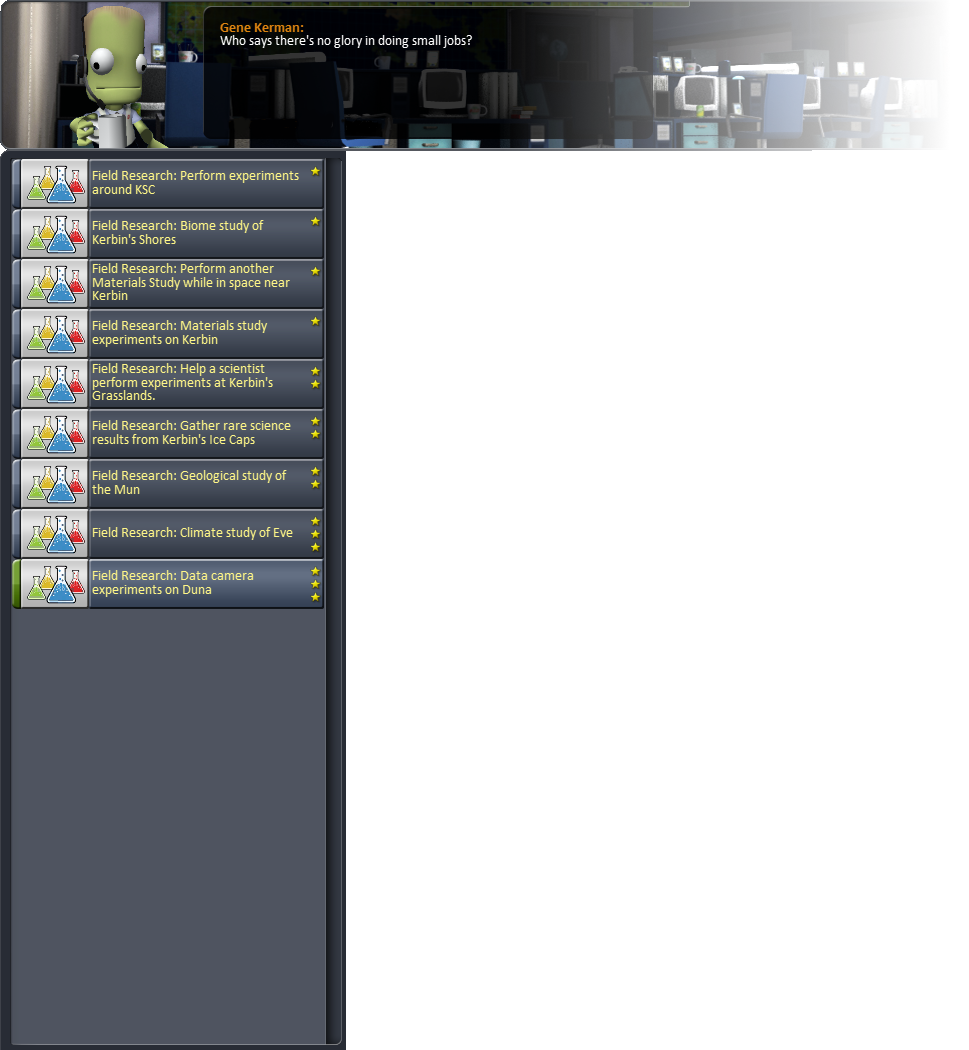 Gene Kerman:
Who says there's no glory in doing small jobs?
Field Research: Perform experiments
around KSC
Field Research: Biome study of
Kerbin's Shores
Field Research: Perform another
Materials Study while in space near
Kerbin
Field Research: Materials study
experiments on Kerbin
Field Research: Help a scientist
perform experiments at Kerbin's
Grasslands.
Field Research: Gather rare science
results from Kerbin's Ice Caps
Field Research: Geological study of
the Mun
Field Research: Climate study of Eve
Field Research: Data camera
experiments on Duna